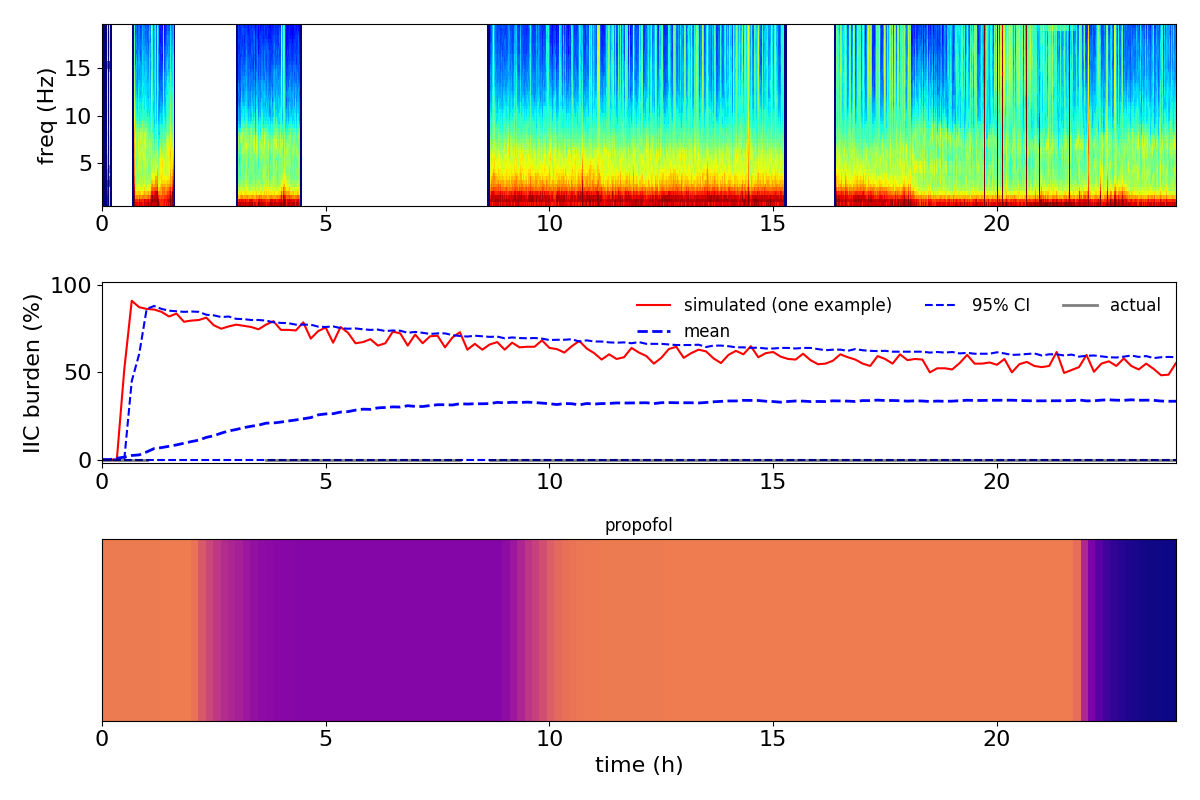 freq (Hz)
15
10
5
0 5 10 15 20
IIC burden (%)
100
50
0
simulated (one example)
mean
95% CI
actual
0 5 10 15 20
propofol
0 5 10 15 20
time (h)